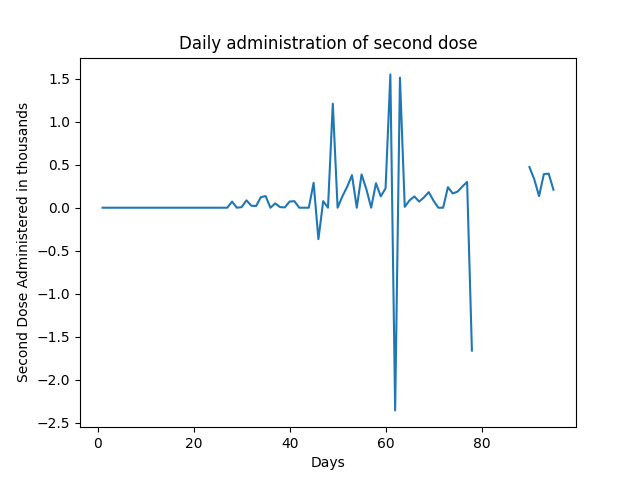 Daily administration of second dose
Second Dose Administered in thousands
1.5
1.0
0.5
0.0
−0.5
−1.0
−1.5
−2.0
−2.5
0 20 40 60 80
Days